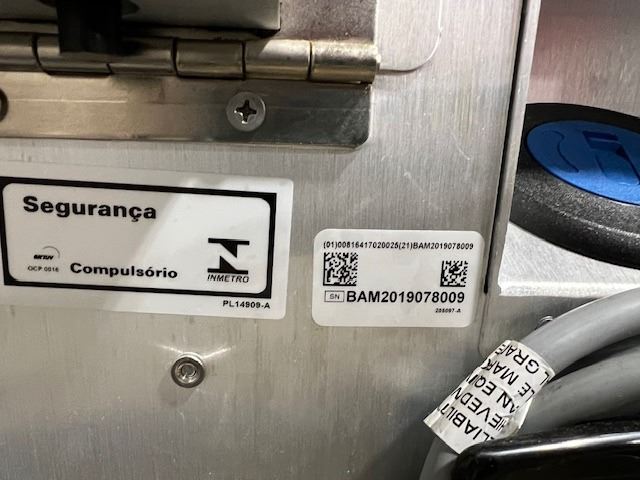 Segurança
OCP 0016
Compulsório
INMETRO
PL14909-A
(01)00816417020025(21)BAM2019078009
SN BAM2019078009
205097-A